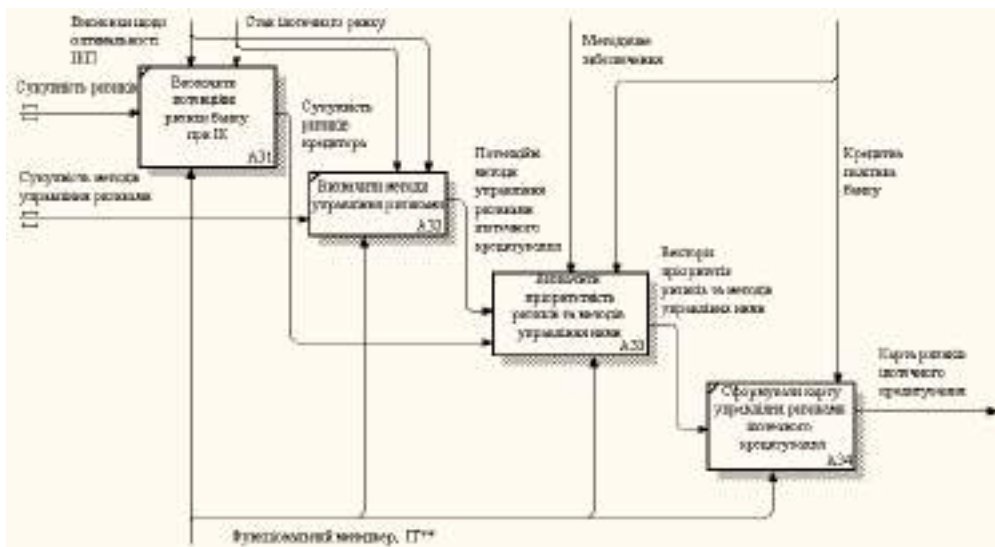 Висновки щодо
оптимальності
ІКП
Стан іпотечного ринку
Методичне
забезпечення
Сукупність ризиків
Визначити
потенційні
ризики банку
при ІК
А31
Сукупність
ризиків
кредитора
Сукупність методів
управління ризиками
Визначити методи
управління ризиками
А32
Потенційні
методи
управління
ризиками
іпотечного
кредитування
Кредитна
політика
банку
Визначити
пріоритетність
ризиків та методів
управління ними
А33
Вектори
пріоритетів
ризиків та методів
управління ними
Сформувати карту
управління ризиками
іпотечного
кредитування
А34
Карта ризиків
іпотечного
кредитування
Функціональний менеджер, ІТ**